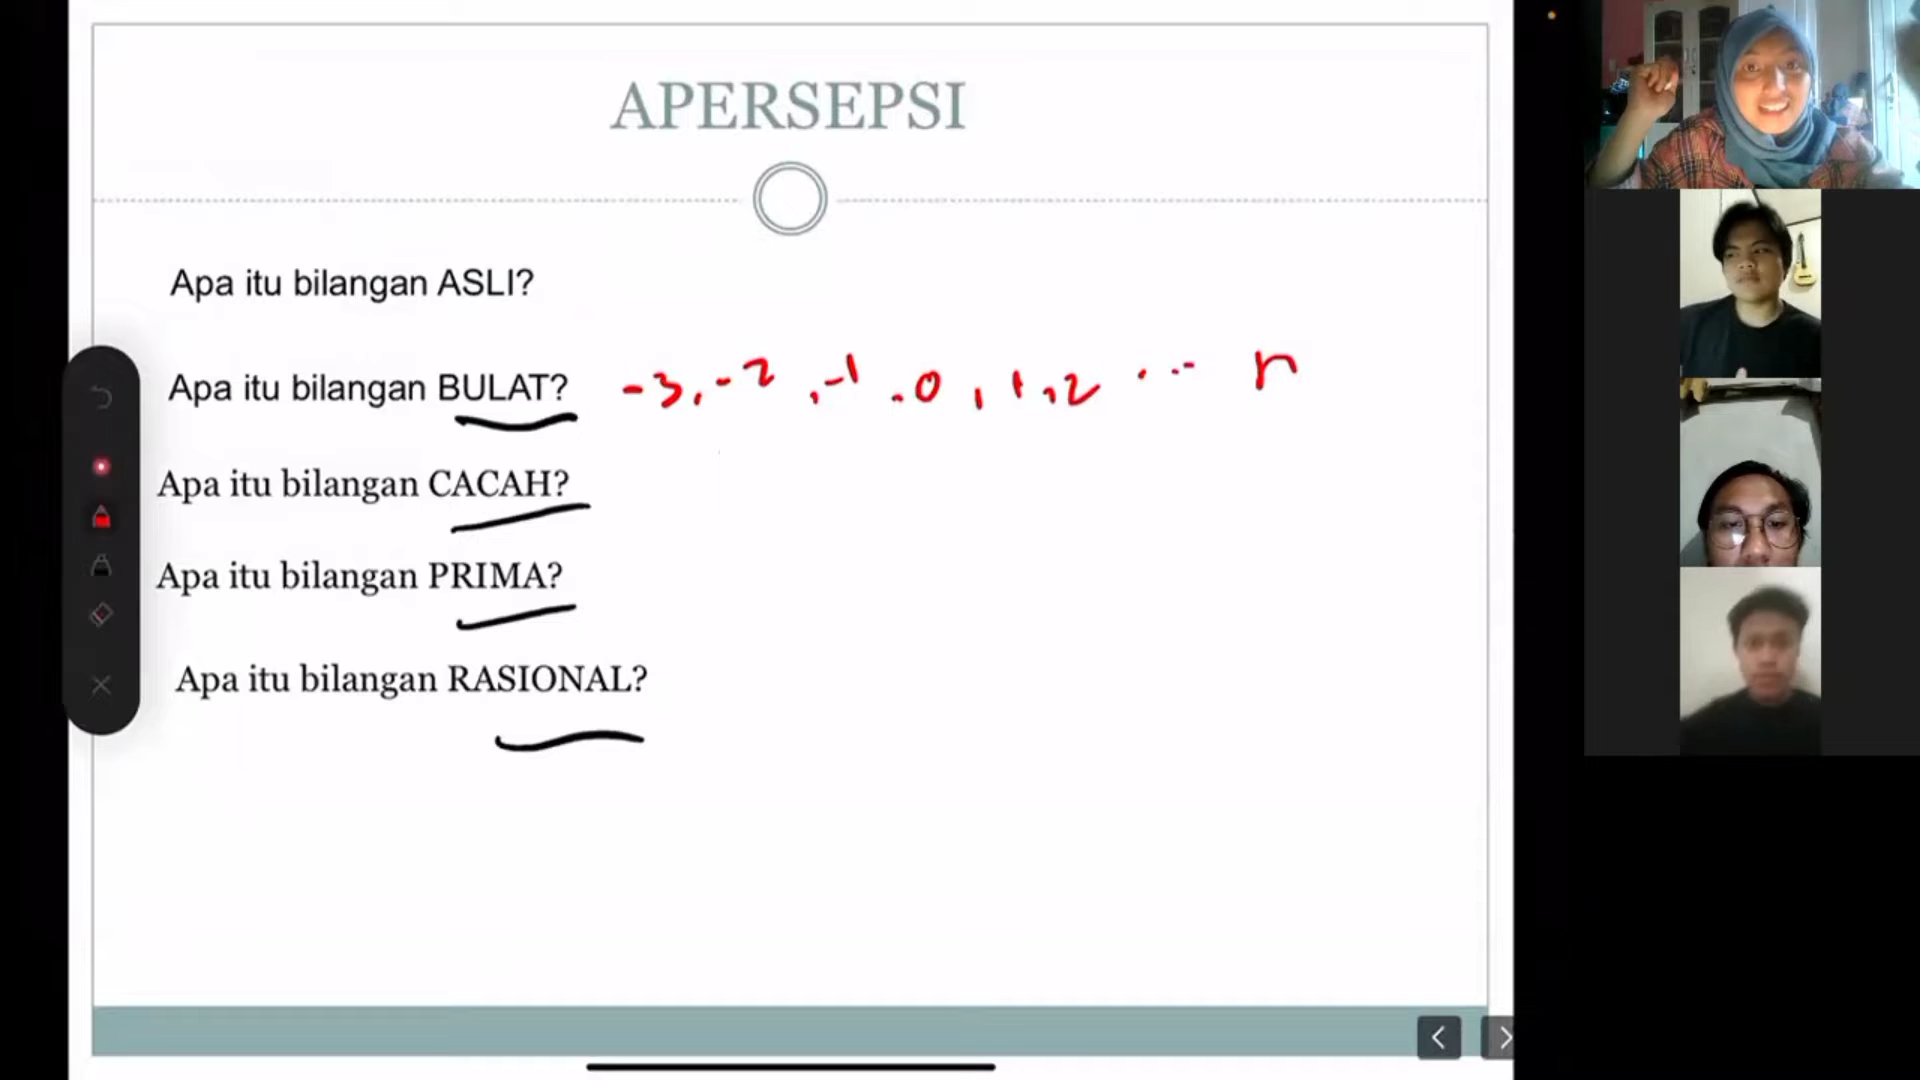 APERSEPSI
Apa itu bilangan ASLI?
Apa itu bilangan BULAT? -3, -2, -1, 0, 1, 2 ... n
Apa itu bilangan CACAH?
Apa itu bilangan PRIMA?
Apa itu bilangan RASIONAL?